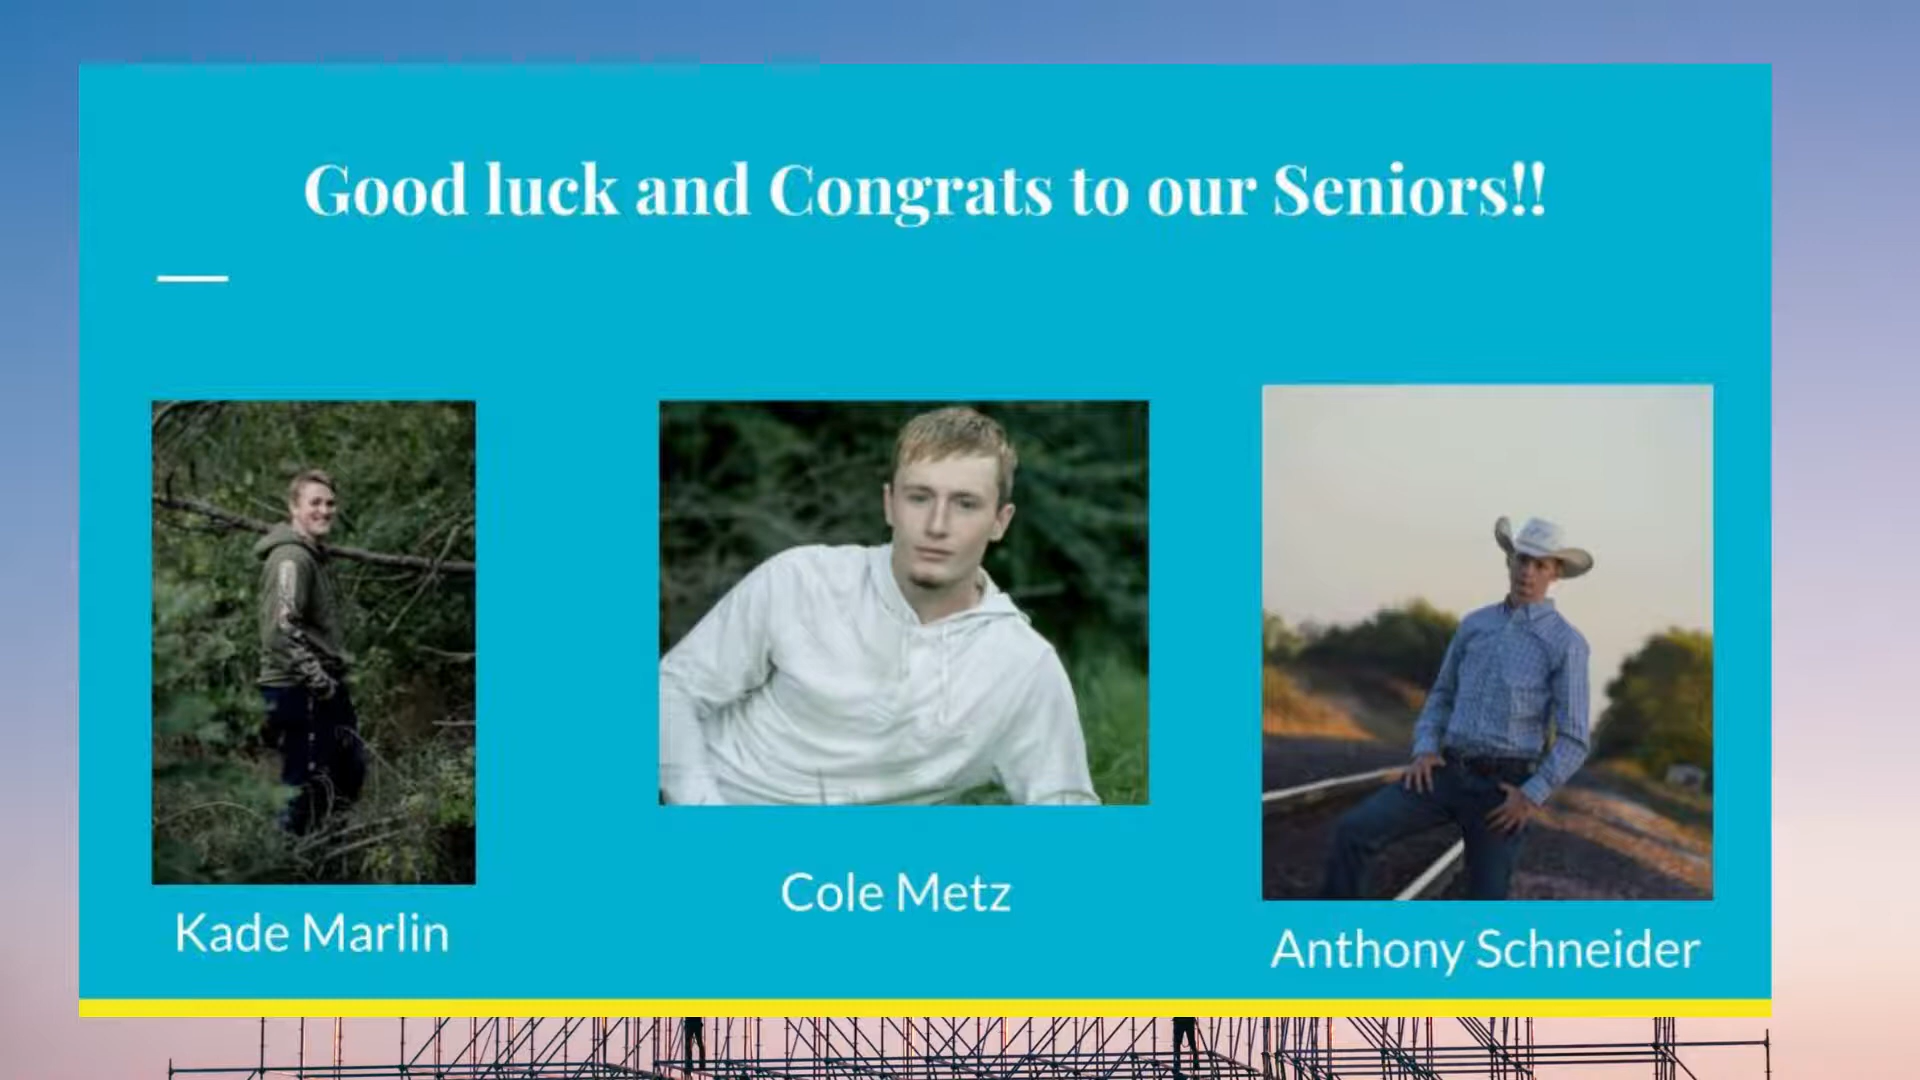 Good luck and Congrats to our Seniors!!
Kade Marlin
Cole Metz
Anthony Schneider